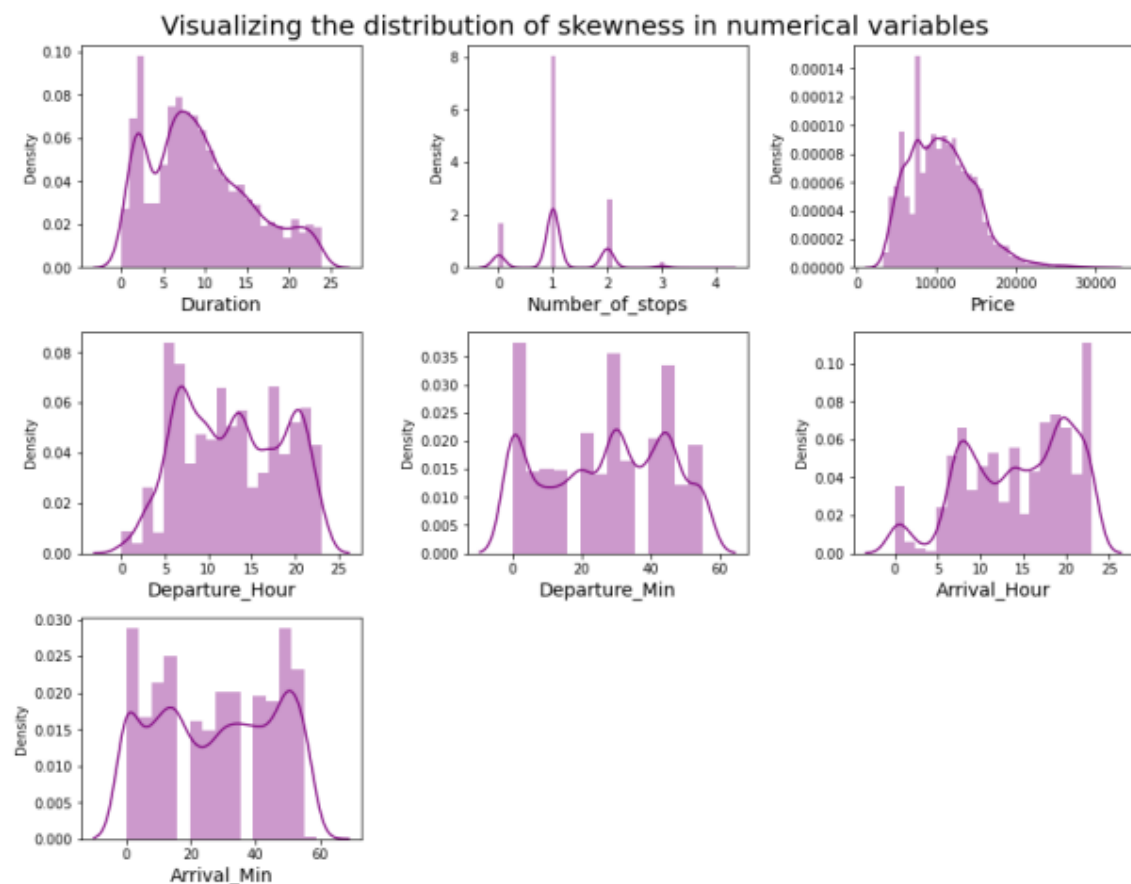 Visualizing the distribution of skewness in numerical variables
0.10
0.08
0.06
0.04
0.02
0.00
Density
0 5 10 15 20 25
Duration
8
6
4
2
0
Density
0 1 2 3 4
Number_of_stops
0.00014
0.00012
0.00010
0.00008
0.00006
0.00004
0.00002
0.00000
Density
0 10000 20000 30000
Price
0.08
0.06
0.04
0.02
0.00
Density
0 5 10 15 20 25
Departure_Hour
0.035
0.030
0.025
0.020
0.015
0.010
0.005
0.000
Density
0 20 40 60
Departure_Min
0.10
0.08
0.06
0.04
0.02
0.00
Density
0 5 10 15 20 25
Arrival_Hour
0.030
0.025
0.020
0.015
0.010
0.005
0.000
Density
0 20 40 60
Arrival_Min